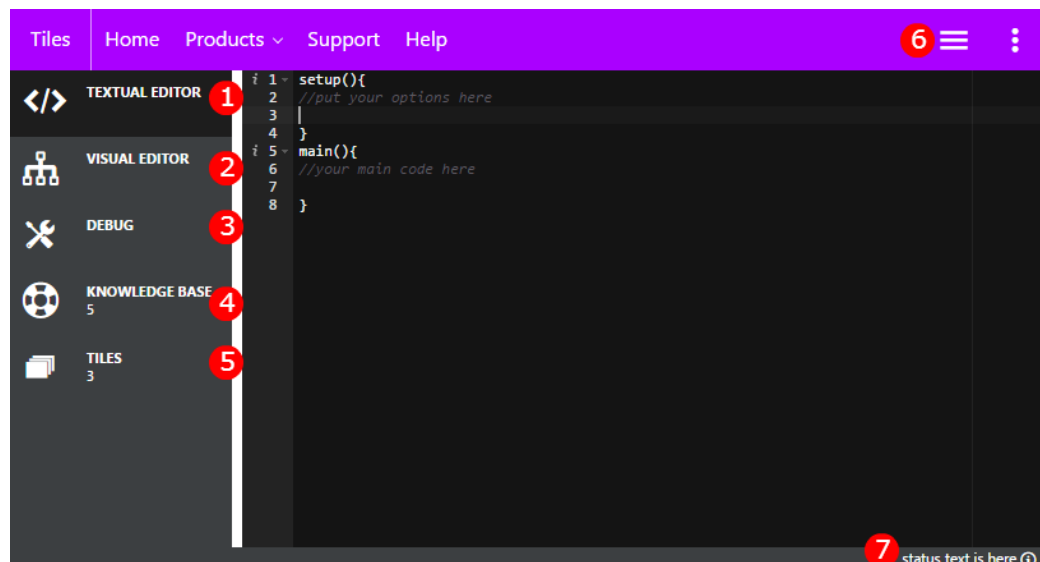 Tiles Home Products Support Help 6
</> TEXTUAL EDITOR 1
VISUAL EDITOR 2
DEBUG 3
KNOWLEDGE BASE 4
5
TILES 5
3
i 1 setup(){
2 //put your options here
3
4 }
i 5 main(){
6 //your main code here
7
8 }
7 status text is here